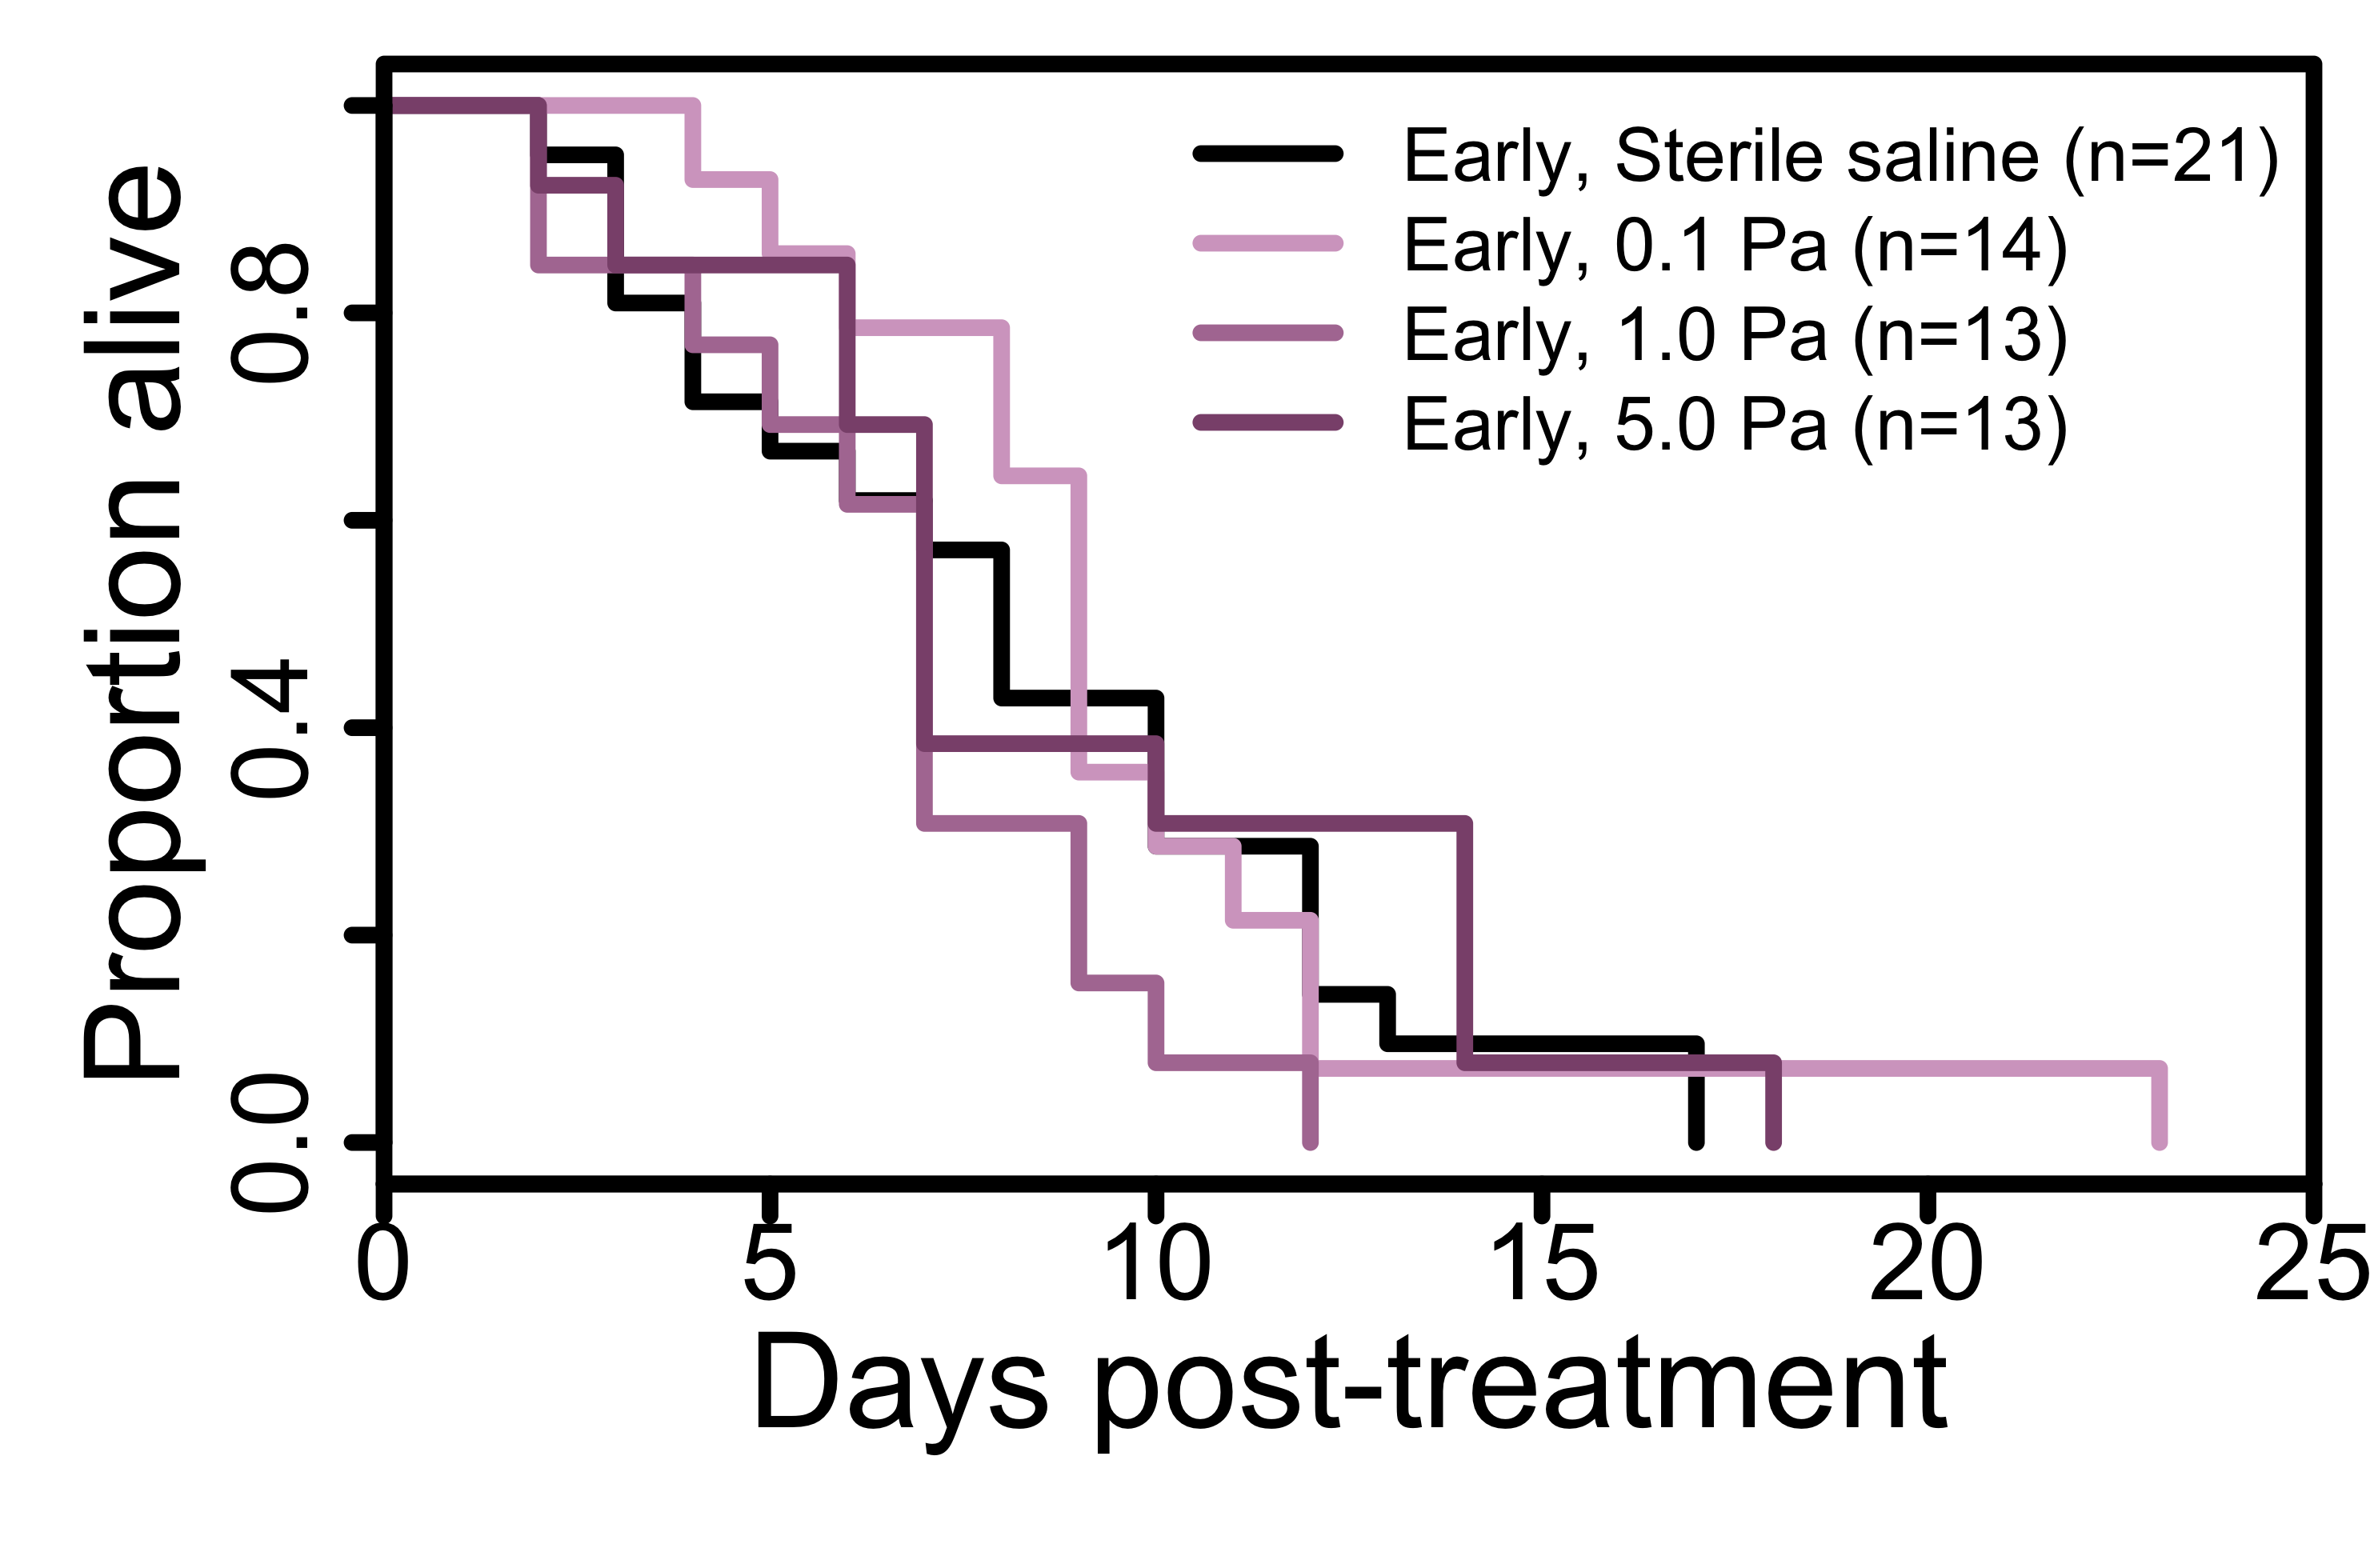 Proportion alive
0.8
0.4
0.0
Early, Sterile saline (n=21)
Early, 0.1 Pa (n=14)
Early, 1.0 Pa (n=13)
Early, 5.0 Pa (n=13)
0 5 10 15 20 25
Days post-treatment